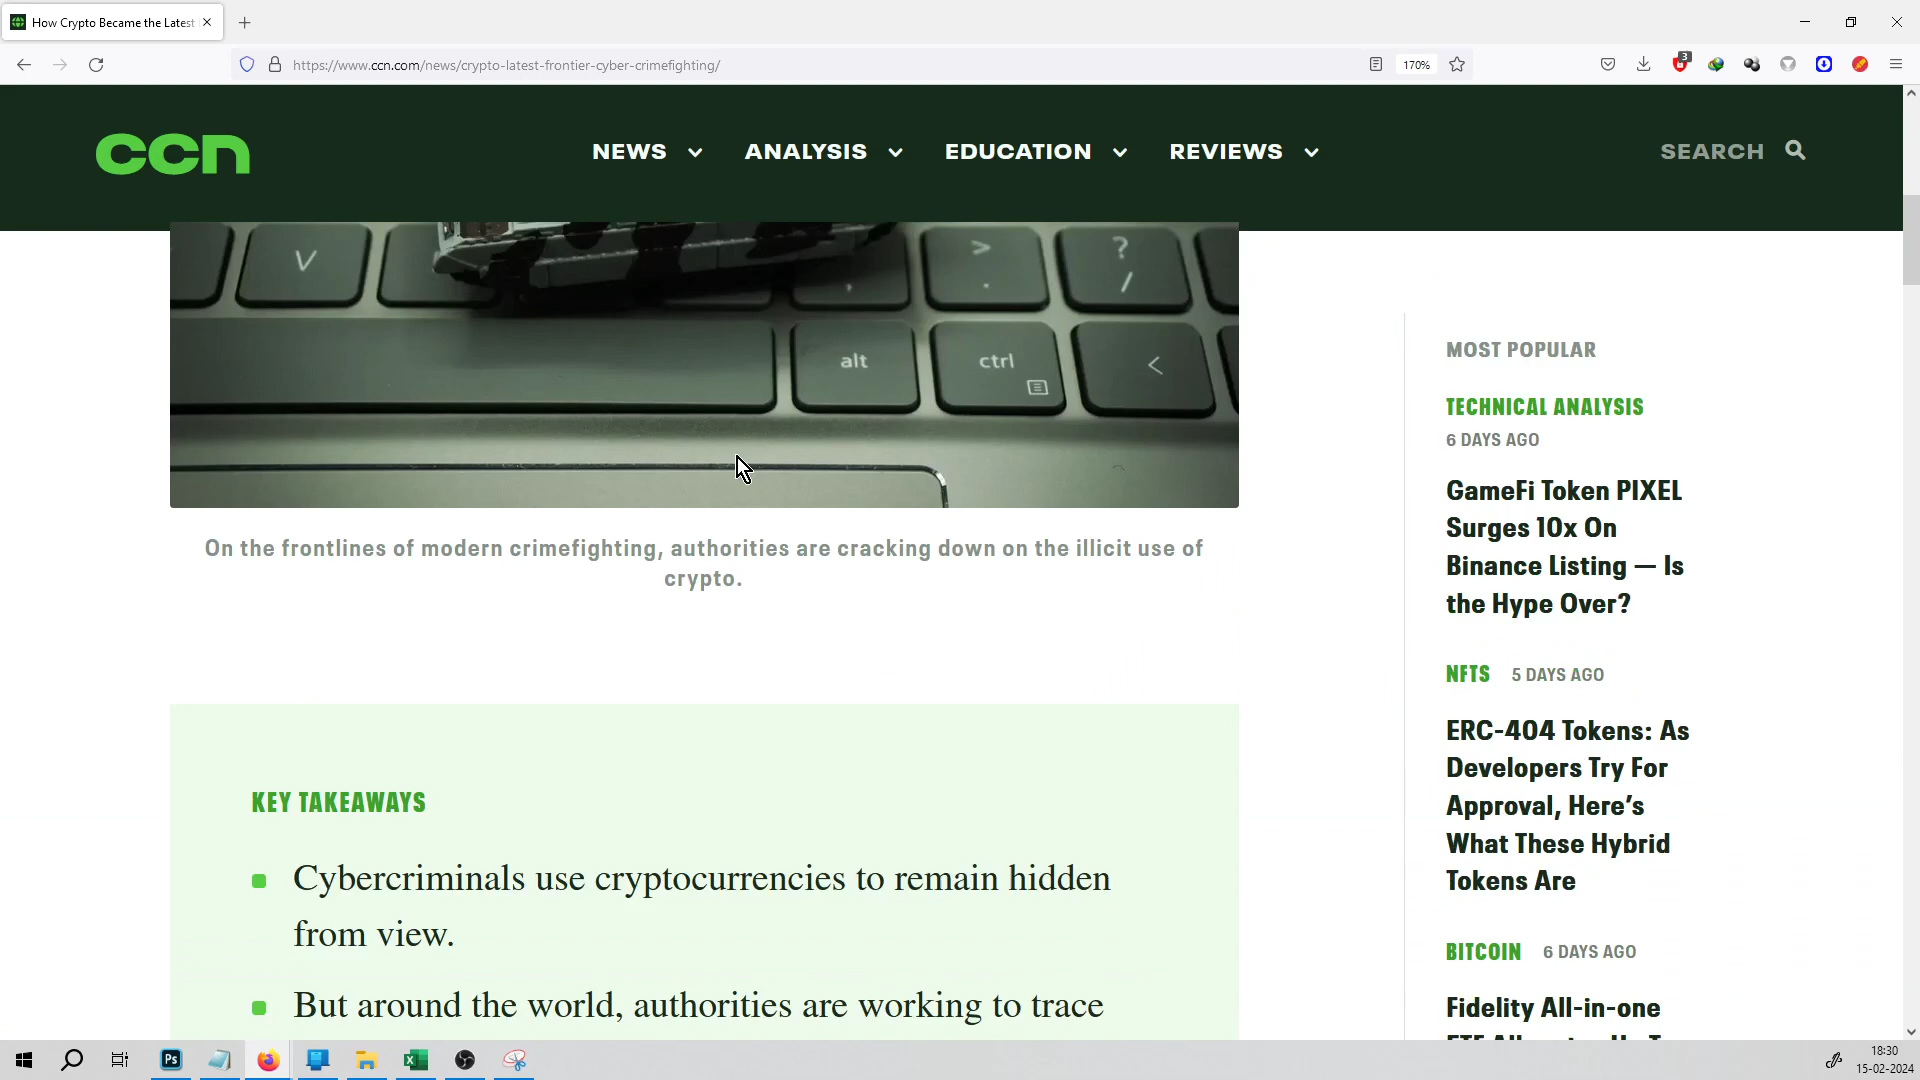 How Crypto Became the Latest
https://www.ccn.com/news/crypto-latest-frontier-cyber-crimefighting/
170%
3
ccn
NEWS
ANALYSIS
EDUCATION
REVIEWS
SEARCH
V
,
>
.
?
/
alt
ctrl
<
On the frontlines of modern crimefighting, authorities are cracking down on the illicit use of
crypto.
KEY TAKEAWAYS
Cybercriminals use cryptocurrencies to remain hidden
from view.
But around the world, authorities are working to trace
MOST POPULAR
TECHNICAL ANALYSIS
6 DAYS AGO
GameFi Token PIXEL
Surges 10x On
Binance Listing — Is
the Hype Over?
NFTS 5 DAYS AGO
ERC-404 Tokens: As
Developers Try For
Approval, Here’s
What These Hybrid
Tokens Are
BITCOIN 6 DAYS AGO
Fidelity All-in-one
Ps
18:30
15-02-2024